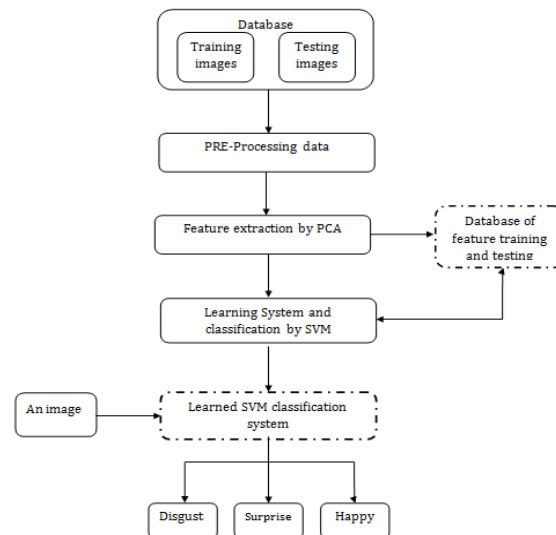 Database
Training
images
Testing
images
PRE-Processing data
Feature extraction by PCA
Database of
feature training
and testing
Learning System and
classification by SVM
An image
Learned SVM classification
system
Disgust
Surprise
Happy